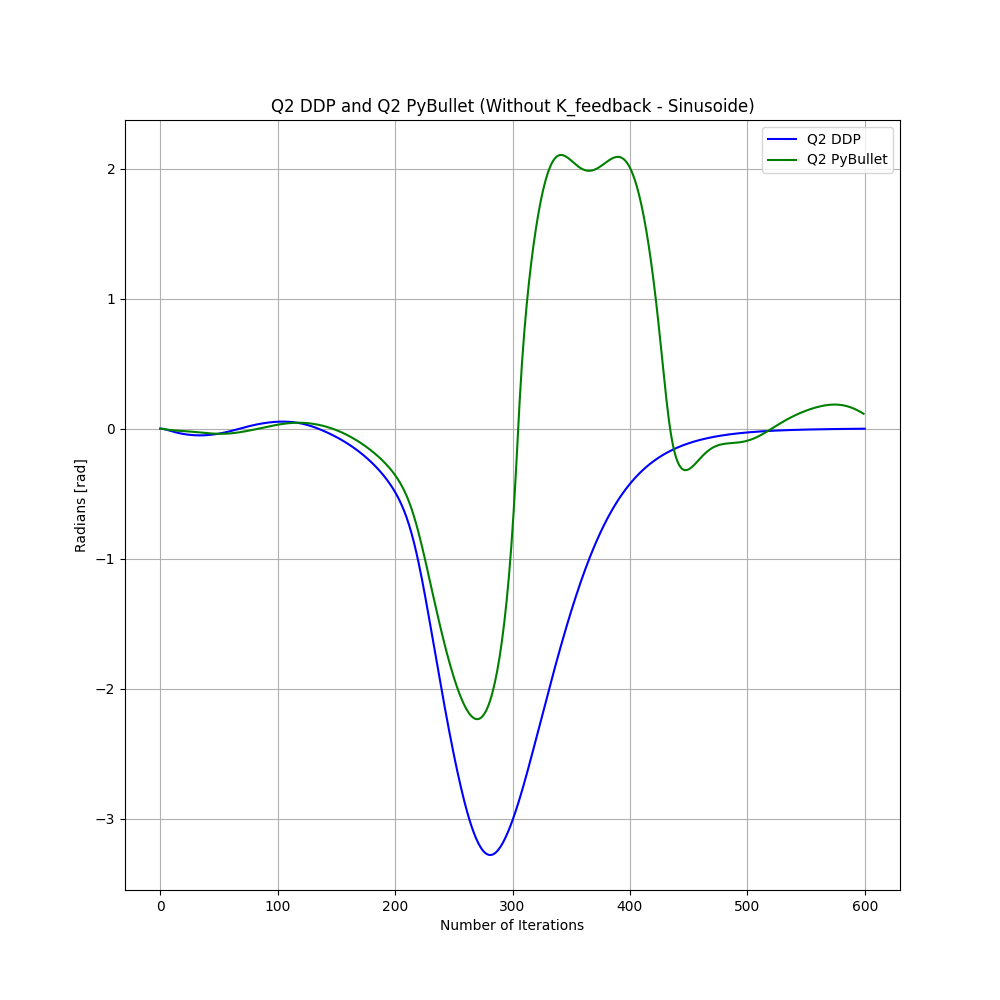 Q2 DDP and Q2 PyBullet (Without K_feedback - Sinusoide)
Q2 DDP
Q2 PyBullet
2
1
0
−1
−2
−3
Radians [rad]
0 100 200 300 400 500 600
Number of Iterations